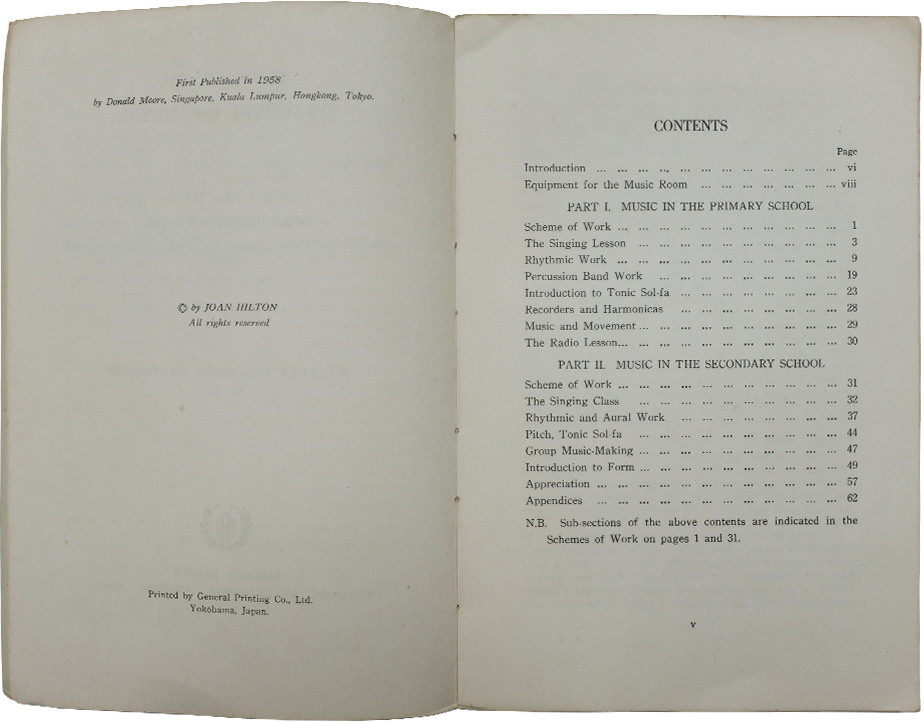 First Published in 1958
by Donald Moore, Singapore, Kuala Lumpur, Hongkong, Tokyo.
© by JOAN HILTON
All rights reserved
Printed by General Printing Co., Ltd.
Yokohama, Japan.
CONTENTS
Page
Introduction ... ... ... ... ... ... ... ... ... ... ... ... vi
Equipment for the Music Room ... ... ... ... ... ... ... viii
PART I. MUSIC IN THE PRIMARY SCHOOL
Scheme of Work ... ... ... ... ... ... ... ... ... ... ... 1
The Singing Lesson ... ... ... ... ... ... ... ... ... ... 3
Rhythmic Work ... ... ... ... ... ... ... ... ... ... ... 9
Percussion Band Work ... ... ... ... ... ... ... ... ... 19
Introduction to Tonic Sol-fa ... ... ... ... ... ... ... ... 23
Recorders and Harmonicas ... ... ... ... ... ... ... ... 28
Music and Movement ... ... ... ... ... ... ... ... ... ... 29
The Radio Lesson... ... ... ... ... ... ... ... ... ... ... 30
PART II. MUSIC IN THE SECONDARY SCHOOL
Scheme of Work ... ... ... ... ... ... ... ... ... ... ... 31
The Singing Class ... ... ... ... ... ... ... ... ... ... 32
Rhythmic and Aural Work ... ... ... ... ... ... ... ... 37
Pitch, Tonic Sol-fa ... ... ... ... ... ... ... ... ... ... 44
Group Music-Making ... ... ... ... ... ... ... ... ... ... 47
Introduction to Form ... ... ... ... ... ... ... ... ... ... 49
Appreciation ... ... ... ... ... ... ... ... ... ... ... ... 57
Appendices ... ... ... ... ... ... ... ... ... ... ... ... 62
N.B. Sub-sections of the above contents are indicated in the
Schemes of Work on pages 1 and 31.
v